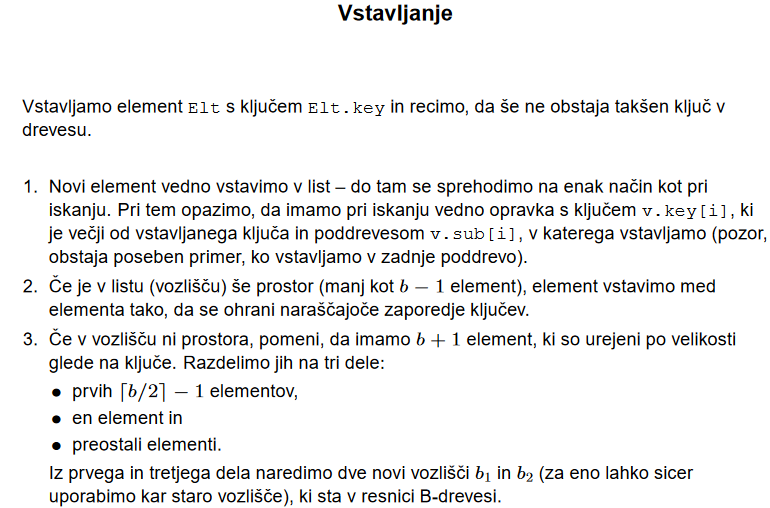 Vstavljanje
Vstavljamo element Elt s ključem Elt.key in recimo, da še ne obstaja takšen ključ v
drevesu.
1. Novi element vedno vstavimo v list – do tam se sprehodimo na enak način kot pri
iskanju. Pri tem opazimo, da imamo pri iskanju vedno opravka s ključem v.key[i], ki
je večji od vstavljanega ključa in poddrevesom v.sub[i], v katerega vstavljamo (pozor,
obstaja poseben primer, ko vstavljamo v zadnje poddrevo).
2. Če je v listu (vozlišču) še prostor (manj kot b − 1 element), element vstavimo med
elementa tako, da se ohrani naraščajoče zaporedje ključev.
3. Če v vozlišču ni prostora, pomeni, da imamo b + 1 element, ki so urejeni po velikosti
glede na ključe. Razdelimo jih na tri dele:
• prvih ⌈b/2⌉ − 1 elementov,
• en element in
• preostali elementi.
Iz prvega in tretjega dela naredimo dve novi vozlišči b₁ in b₂ (za eno lahko sicer
uporabimo kar staro vozlišče), ki sta v resnici B-drevesi.